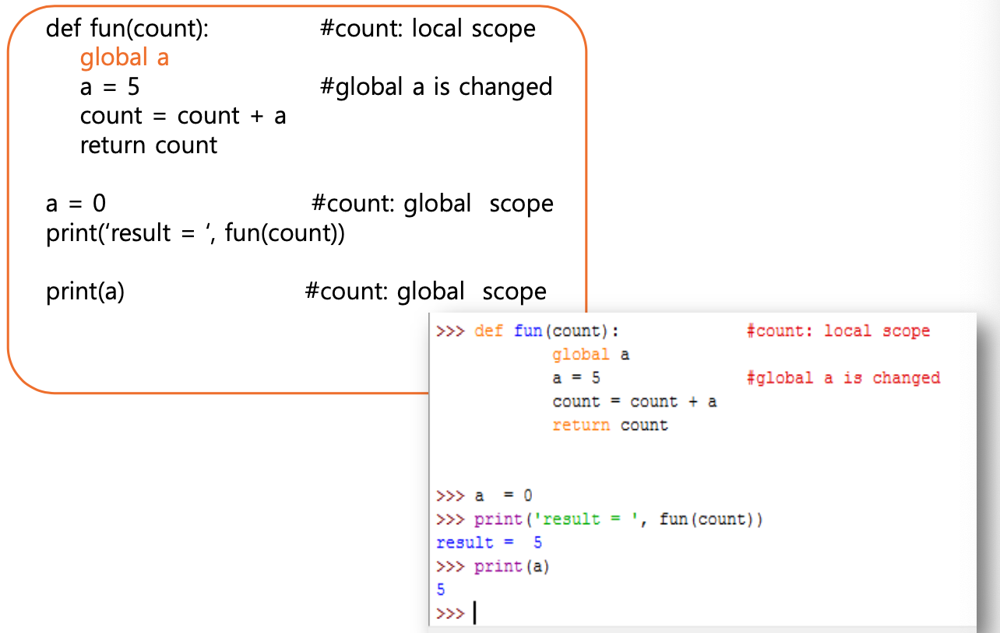 def fun(count): #count: local scope
global a
a = 5 #global a is changed
count = count + a
return count
a = 0 #count: global scope
print(‘result = ‘, fun(count))
print(a) #count: global scope
>>> def fun(count): #count: local scope
global a
a = 5 #global a is changed
count = count + a
return count
>>> a = 0
>>> print('result = ', fun(count))
result = 5
>>> print(a)
5
>>>